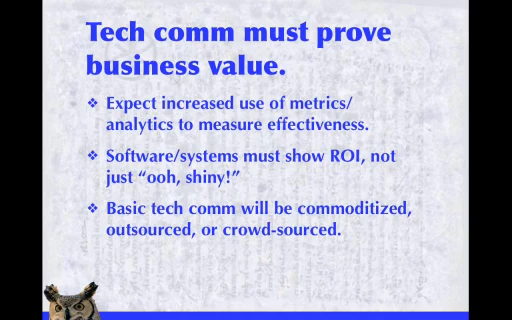 Tech comm must prove
business value.
❖ Expect increased use of metrics/
analytics to measure effectiveness.
❖ Software/systems must show ROI, not
just “ooh, shiny!”
❖ Basic tech comm will be commoditized,
outsourced, or crowd-sourced.